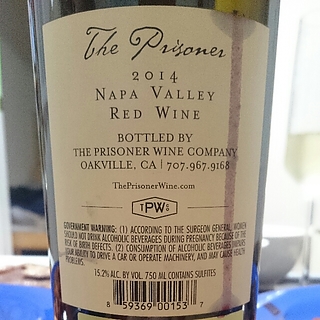 The Prisoner
2014
NAPA VALLEY
RED WINE
BOTTLED BY
THE PRISONER WINE COMPANY
OAKVILLE, CA | 707.967.9168
ThePrisonerWine.com
TPWS
GOVERNMENT WARNING: (1) ACCORDING TO THE SURGEON GENERAL, WOMEN
SHOULD NOT DRINK ALCOHOLIC BEVERAGES DURING PREGNANCY BECAUSE OF THE
RISK OF BIRTH DEFECTS. (2) CONSUMPTION OF ALCOHOLIC BEVERAGES IMPAIRS
YOUR ABILITY TO DRIVE A CAR OR OPERATE MACHINERY, AND MAY CAUSE HEALTH
PROBLEMS.
15.2% ALC. BY VOL. 750 ML CONTAINS SULFITES
8 59369 00153 7